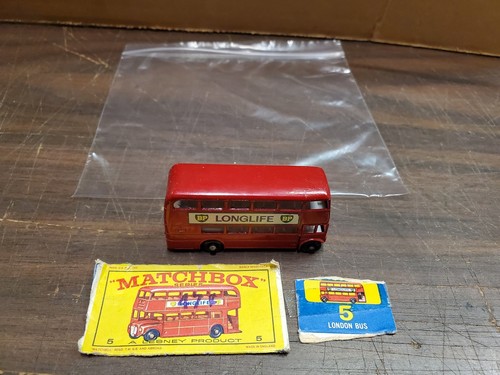 BP LONGLIFE BP
"MATCHBOX"
SERIES
LONGLIFE
5 A LESNEY PRODUCT 5
5
LONDON BUS